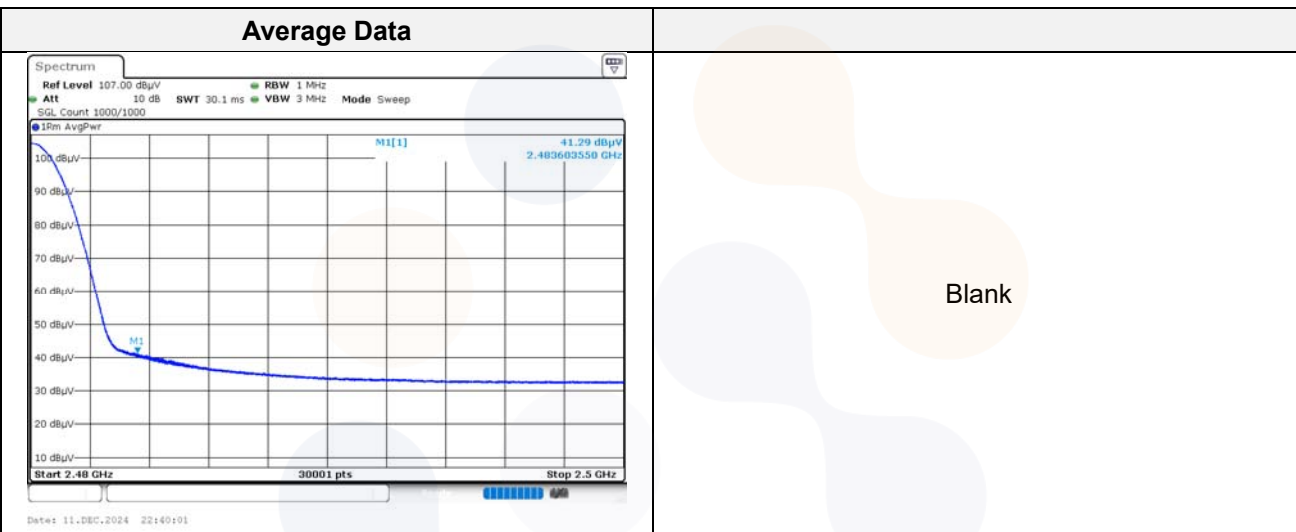 Average Data
Spectrum
Ref Level 107.00 dBµV RBW 1 MHz
Att 10 dB SWT 30.1 ms VBW 3 MHz Mode Sweep
SGL Count 1000/1000
1Rm AvgPwr
M1[1] 41.29 dBµV
2.483603550 GHz
100 dBµV
90 dBµV
80 dBµV
70 dBµV
60 dBµV
50 dBµV
M1
40 dBµV
30 dBµV
20 dBµV
10 dBµV
Start 2.48 GHz 30001 pts Stop 2.5 GHz
Date: 11.DEC.2024 22:40:01
Blank